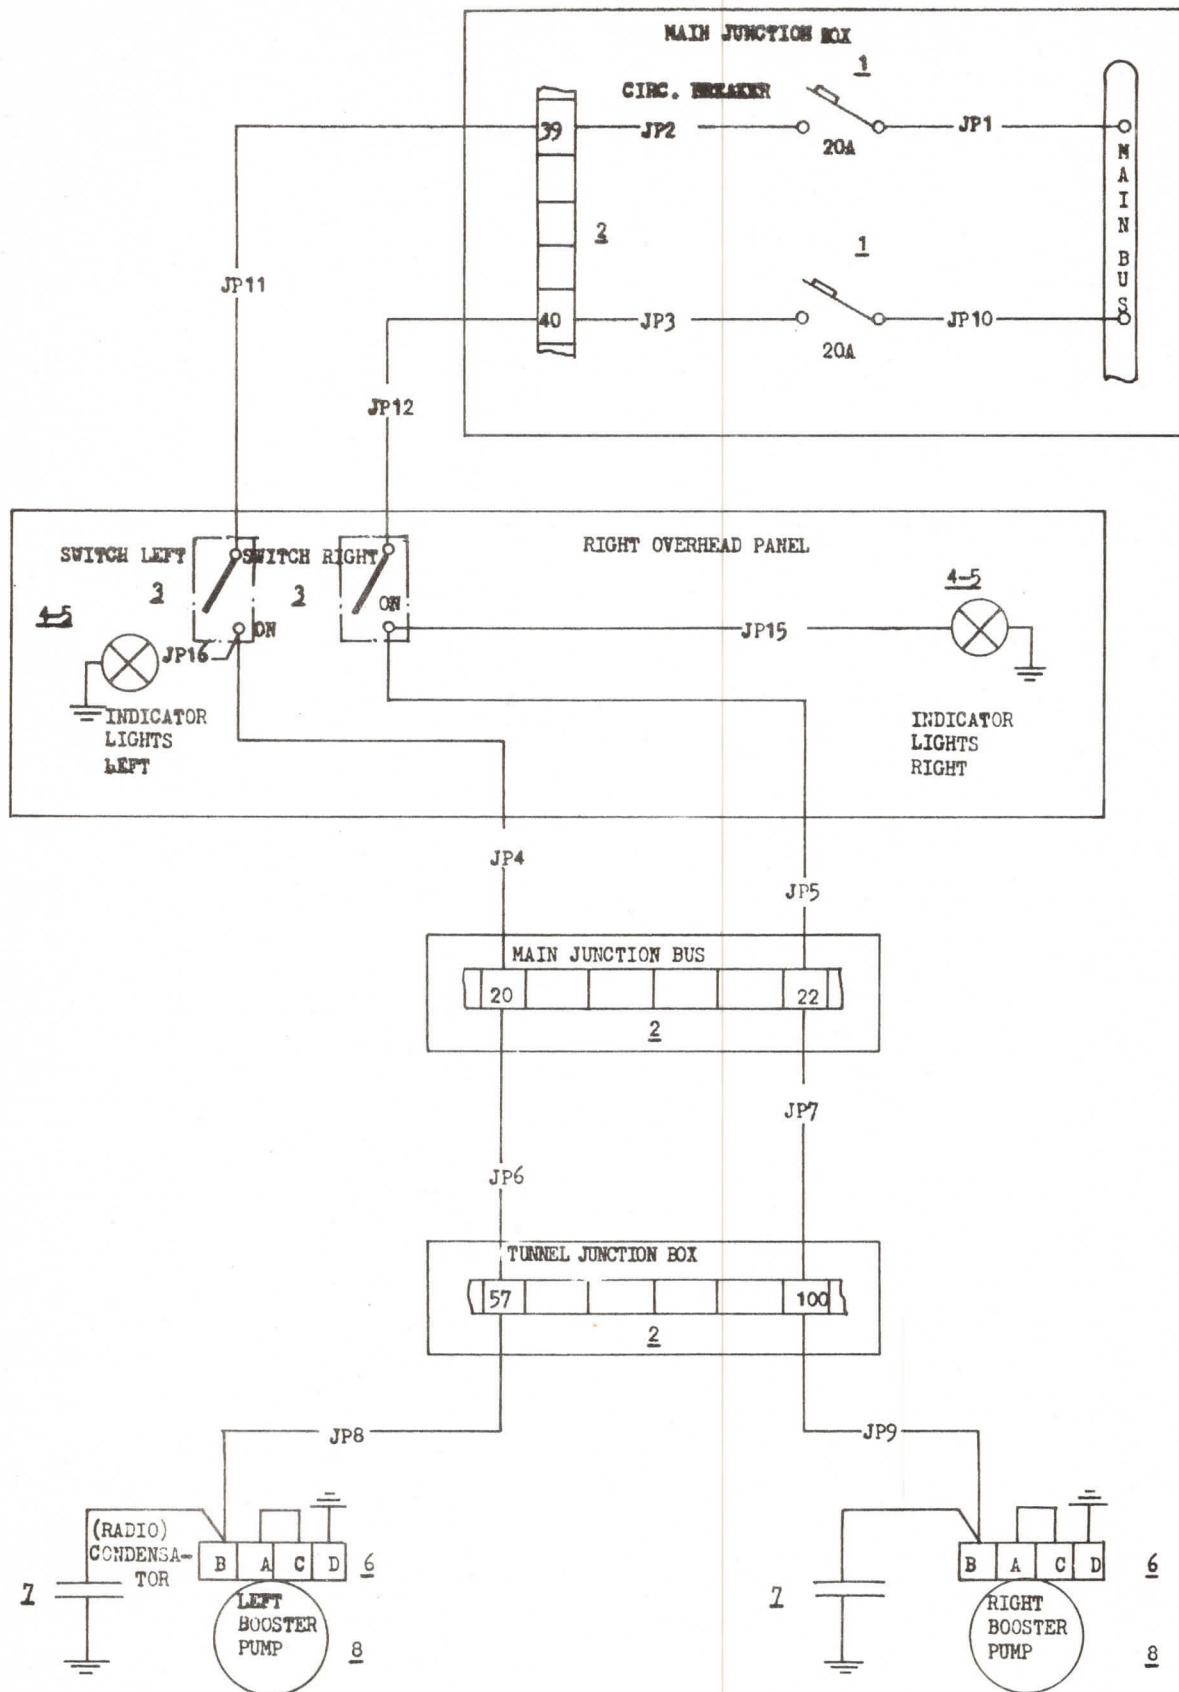 MAIN JUNCTION BOX
1
CIRC. BREAKER
39
JP2
20A
JP1
MAIN BUS
2
1
JP11
40
JP3
20A
JP10
JP12
SWITCH LEFT
SWITCH RIGHT
RIGHT OVERHEAD PANEL
3
3
4-5
4-5
ON
ON
JP16
JP15
INDICATOR
LIGHTS
LEFT
INDICATOR
LIGHTS
RIGHT
JP4
JP5
MAIN JUNCTION BUS
20
22
2
JP7
JP6
TUNNEL JUNCTION BOX
57
100
2
JP8
JP9
(RADIO)
CONDENSA-
TOR
B A C D
6
7
LEFT
BOOSTER
PUMP
8
B A C D
6
7
RIGHT
BOOSTER
PUMP
8